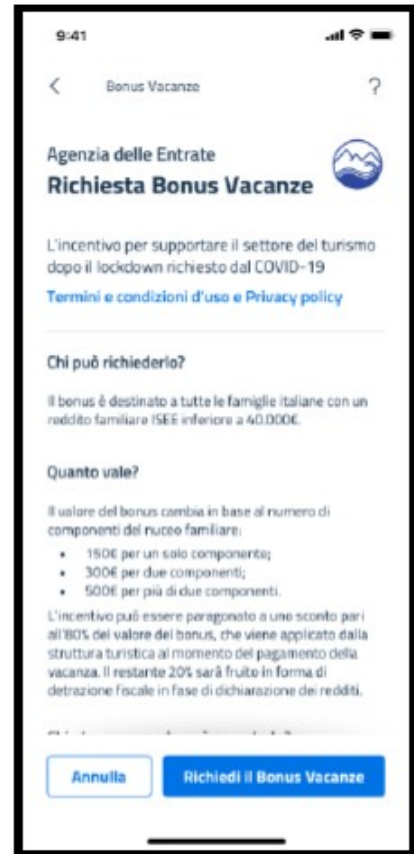 9:41
Bonus Vacanze ?
Agenzia delle Entrate
Richiesta Bonus Vacanze
L'incentivo per supportare il settore del turismo
dopo il lockdown richiesto dal COVID-19
Termini e condizioni d'uso e Privacy policy
Chi può richiederlo?
Il bonus è destinato a tutte le famiglie italiane con un
reddito familiare ISEE inferiore a 40.000€.
Quanto vale?
Il valore del bonus cambia in base al numero di
componenti del nuceo familiare:
• 150€ per un solo componente;
• 300€ per due componenti;
• 500€ per più di due componenti.
L'incentivo può essere paragonato a uno sconto pari
all'80% del valore del bonus, che viene applicato dalla
struttura turistica al momento del pagamento della
vacanza. Il restante 20% sarà fruito in forma di
detrazione fiscale in fase di dichiarazione dei redditi.
Annulla Richiedi il Bonus Vacanze